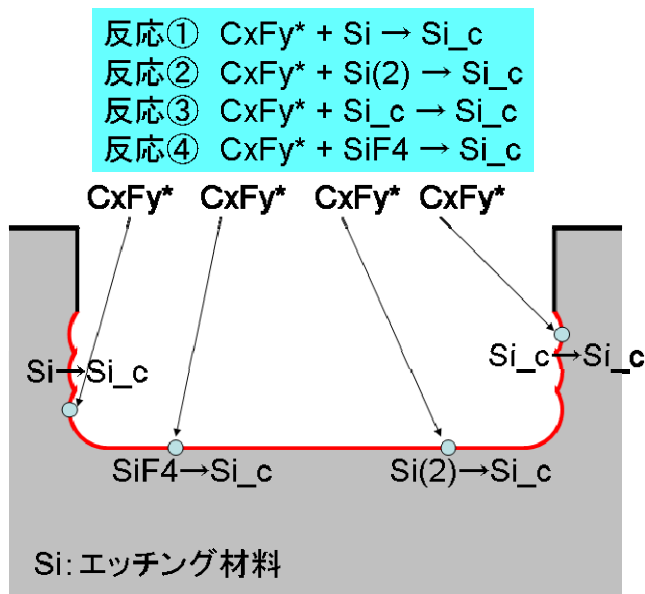 反応① CxFy* + Si → Si_c
反応② CxFy* + Si(2) → Si_c
反応③ CxFy* + Si_c → Si_c
反応④ CxFy* + SiF4 → Si_c
CxFy* CxFy* CxFy* CxFy*
Si_c→Si_c
Si→Si_c
SiF4→Si_c Si(2)→Si_c
Si:エッチング材料